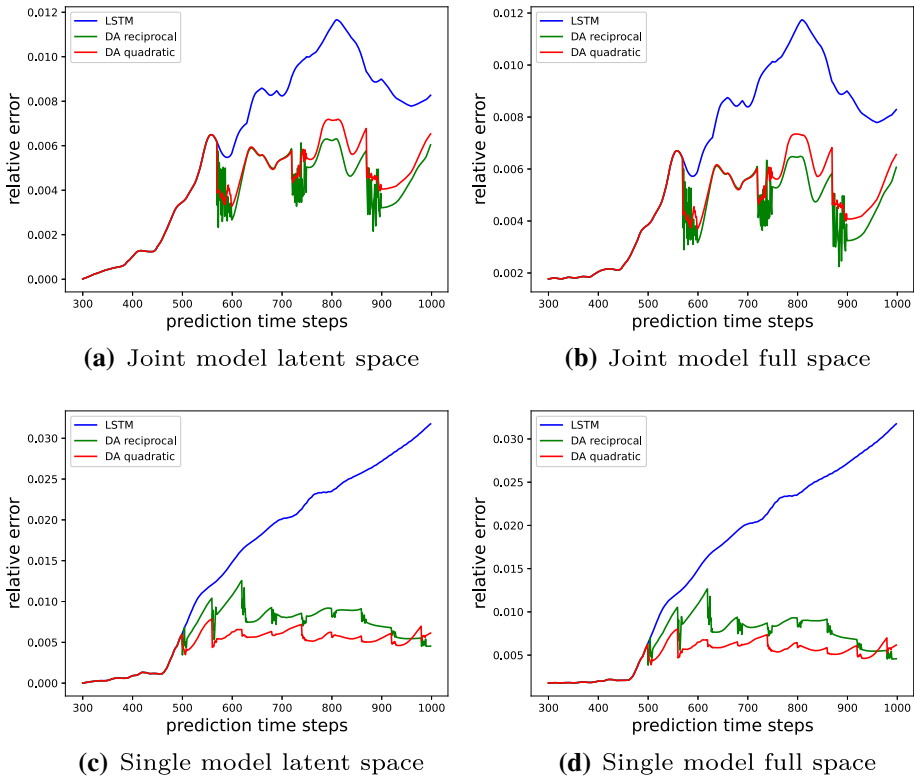 LSTM
DA reciprocal
DA quadratic
relative error
0.012
0.010
0.008
0.006
0.004
0.002
0.000
300 400 500 600 700 800 900 1000
prediction time steps
(a) Joint model latent space
LSTM
DA reciprocal
DA quadratic
relative error
0.012
0.010
0.008
0.006
0.004
0.002
300 400 500 600 700 800 900 1000
prediction time steps
(b) Joint model full space
LSTM
DA reciprocal
DA quadratic
relative error
0.030
0.025
0.020
0.015
0.010
0.005
0.000
300 400 500 600 700 800 900 1000
prediction time steps
(c) Single model latent space
LSTM
DA reciprocal
DA quadratic
relative error
0.030
0.025
0.020
0.015
0.010
0.005
300 400 500 600 700 800 900 1000
prediction time steps
(d) Single model full space